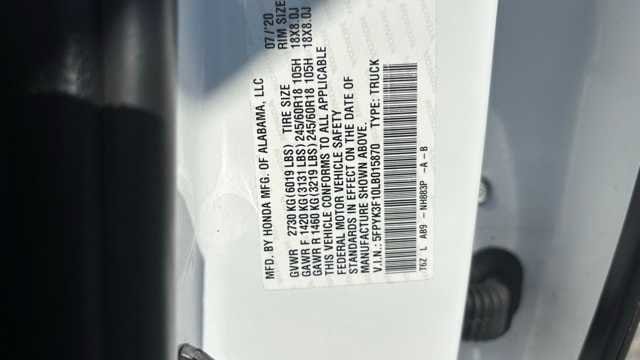 MFD. BY HONDA MFG. OF ALABAMA, LLC 07/'20
GVWR 2730 KG(6019 LBS) TIRE SIZE RIM SIZE
GAWR F 1420 KG(3131 LBS) 245/60R18 105H 18X8.0J
GAWR R 1460 KG(3219 LBS) 245/60R18 105H 18X8.0J
THIS VEHICLE CONFORMS TO ALL APPLICABLE
FEDERAL MOTOR VEHICLE SAFETY
STANDARDS IN EFFECT ON THE DATE OF
MANUFACTURE SHOWN ABOVE.
V.I.N.: 5FPYK3F10LB015870 TYPE: TRUCK
T6Z L A89 -NH883P -A -B